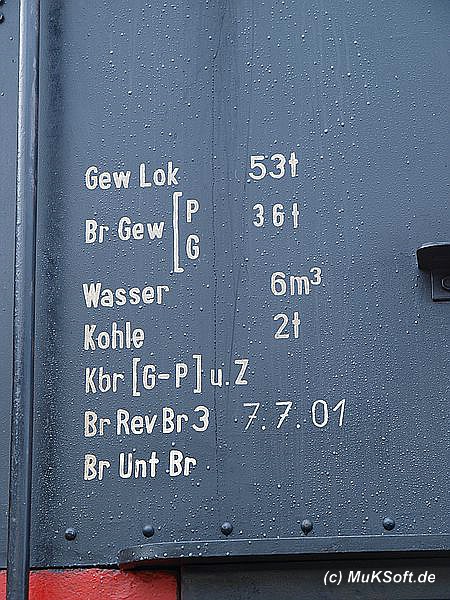 Gew Lok 53t
Br Gew [P 36t
G
Wasser 6m³
Kohle 2t
Kbr [G-P] u. Z
Br Rev Br 3 7.7.01
Br Unt Br
(c) MuKSoft.de